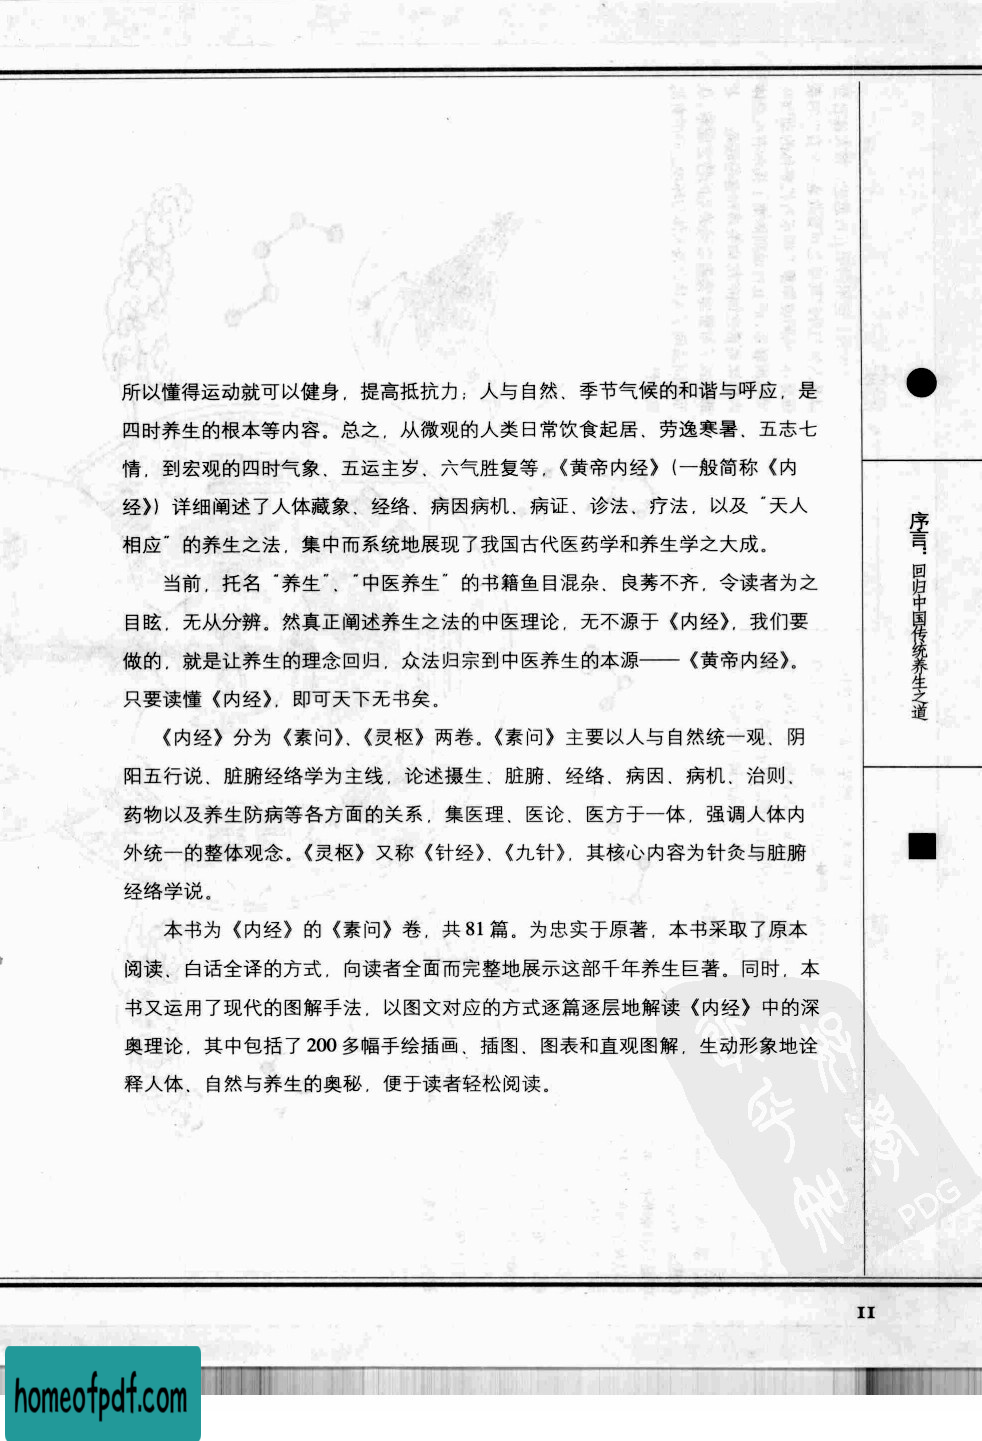 所以懂得运动就可以健身，提高抵抗力；人与自然、季节气候的和谐与呼应，是
四时养生的根本等内容。总之，从微观的人类日常饮食起居、劳逸寒暑、五志七
情，到宏观的四时气象、五运主岁、六气胜复等，《黄帝内经》（一般简称《内
经》）详细阐述了人体藏象、经络、病因病机、病证、诊法、疗法，以及“天人
相应”的养生之法，集中而系统地展现了我国古代医药学和养生学之大成。
当前，托名“养生”、“中医养生”的书籍鱼目混杂、良莠不齐，令读者为之
目眩，无从分辨。然真正阐述养生之法的中医理论，无不源于《内经》，我们要
做的，就是让养生的理念回归，众法归宗到中医养生的本源——《黄帝内经》。
只要读懂《内经》，即可天下无书矣。
《内经》分为《素问》、《灵枢》两卷。《素问》主要以人与自然统一观、阴
阳五行说、脏腑经络学为主线，论述摄生、脏腑、经络、病因、病机、治则、
药物以及养生防病等各方面的关系，集医理、医论、医方于一体，强调人体内
外统一的整体观念。《灵枢》又称《针经》、《九针》，其核心内容为针灸与脏腑
经络学说。
本书为《内经》的《素问》卷，共81篇。为忠实于原著，本书采取了原本
阅读、白话全译的方式，向读者全面而完整地展示这部千年养生巨著。同时，本
书又运用了现代的图解手法，以图文对应的方式逐篇逐层地解读《内经》中的深
奥理论，其中包括了200多幅手绘插画、插图、图表和直观图解，生动形象地诠
释人体、自然与养生的奥秘，便于读者轻松阅读。
序言：回归中国传统养生之道
PDG
II
homeofpdf.com